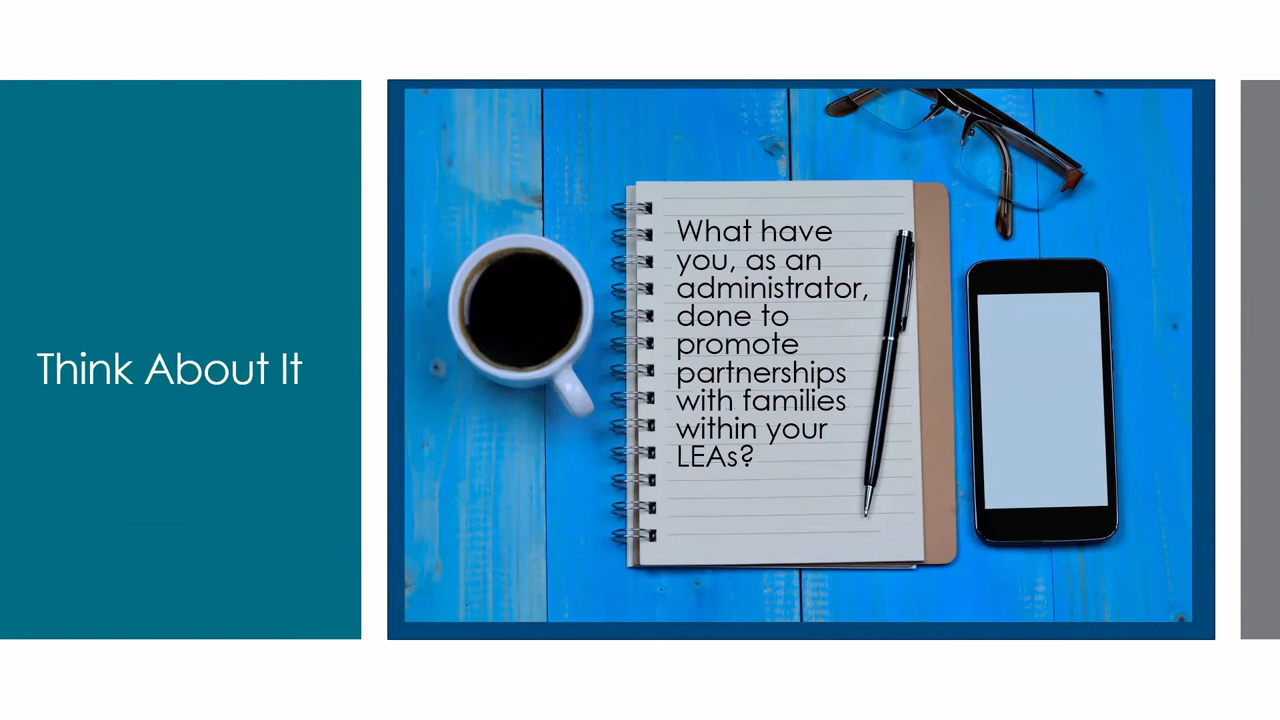 Think About It
What have
you, as an
administrator,
done to
promote
partnerships
with families
within your
LEAs?